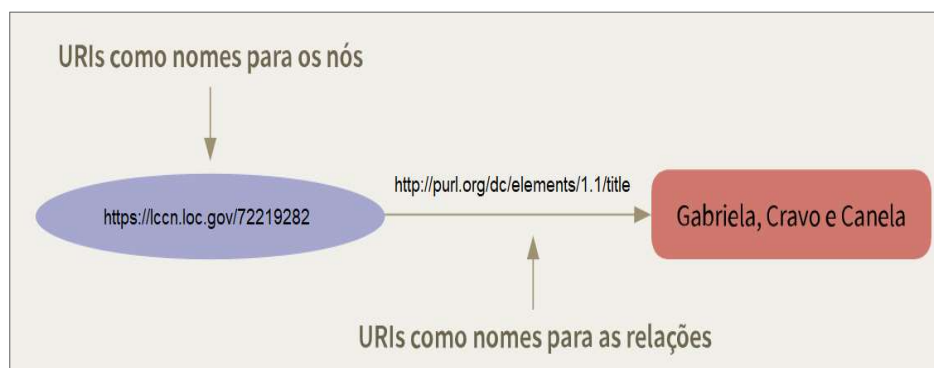 URIs como nomes para os nós
http://purl.org/dc/elements/1.1/title
https://lccn.loc.gov/72219282
Gabriela, Cravo e Canela
URIs como nomes para as relações